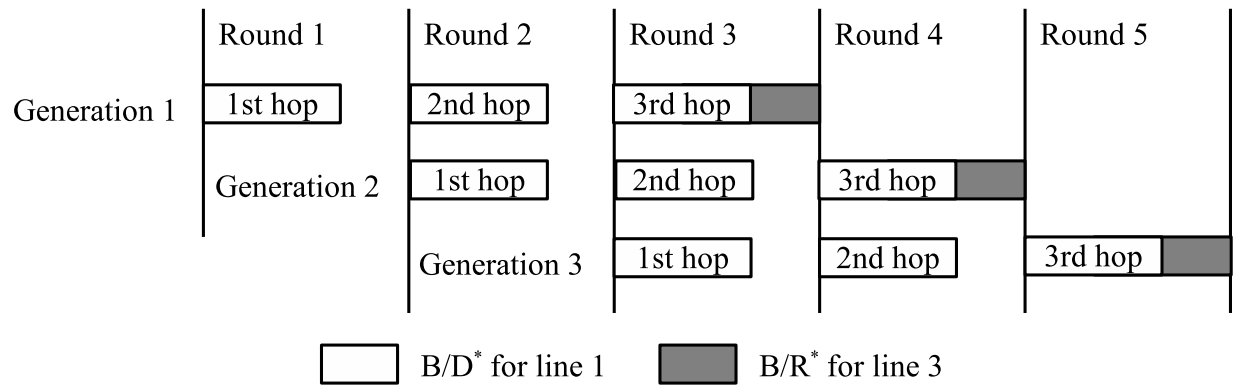 Round 1 Round 2 Round 3 Round 4 Round 5
Generation 1 1st hop 2nd hop 3rd hop
Generation 2 1st hop 2nd hop 3rd hop
Generation 3 1st hop 2nd hop 3rd hop
B/D* for line 1 B/R* for line 3